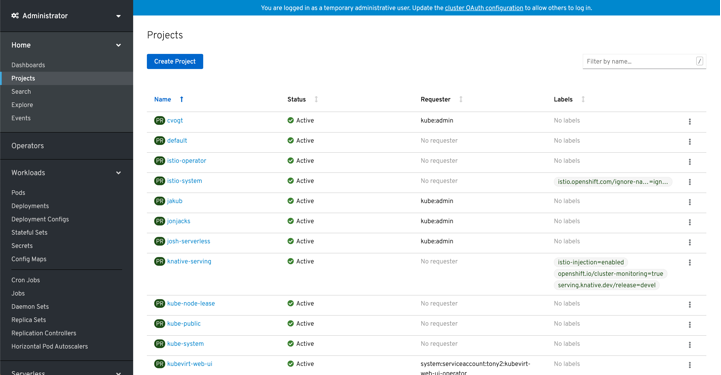 Administrator
You are logged in as a temporary administrative user. Update the cluster OAuth configuration to allow others to log in.
Home
Dashboards
Projects
Search
Explore
Events
Operators
Workloads
Pods
Deployments
Deployment Configs
Stateful Sets
Secrets
Config Maps
Cron Jobs
Jobs
Daemon Sets
Replica Sets
Replication Controllers
Horizontal Pod Autoscalers
Serverless
Projects
Create Project
Filter by name... /
Name Status Requester Labels
PR cvogt Active kube:admin No labels
PR default Active No requester No labels
PR istio-operator Active No requester No labels
PR istio-system Active No requester istio.openshift.com/ignore-na... =ign...
PR jakub Active kube:admin No labels
PR jonjacks Active kube:admin No labels
PR josh-serverless Active kube:admin No labels
PR knative-serving Active No requester istio-injection=enabled
openshift.io/cluster-monitoring=true
serving.knative.dev/release=devel
PR kube-node-lease Active No requester No labels
PR kube-public Active No requester No labels
PR kube-system Active No requester No labels
PR kubevirt-web-ui Active system:serviceaccount:tony2:kubevirt- No labels
web-ui-operator